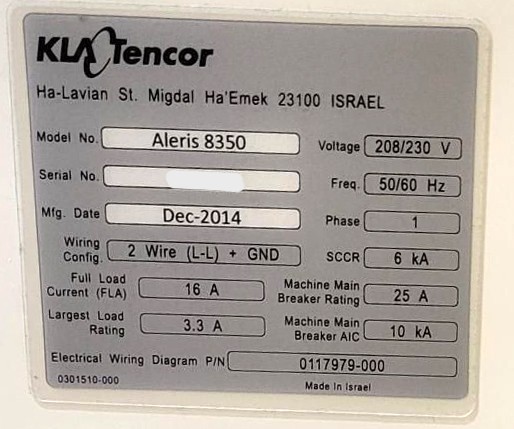 KLA Tencor
Ha-Lavian St. Migdal Ha'Emek 23100 ISRAEL
Model No. Aleris 8350 Voltage 208/230 V
Serial No. Freq. 50/60 Hz
Mfg. Date Dec-2014 Phase 1
Wiring Config. 2 Wire (L-L) + GND SCCR 6 kA
Full Load Current (FLA) 16 A Machine Main Breaker Rating 25 A
Largest Load Rating 3.3 A Machine Main Breaker AIC 10 kA
Electrical Wiring Diagram P/N 0117979-000
0301510-000 Made in Israel